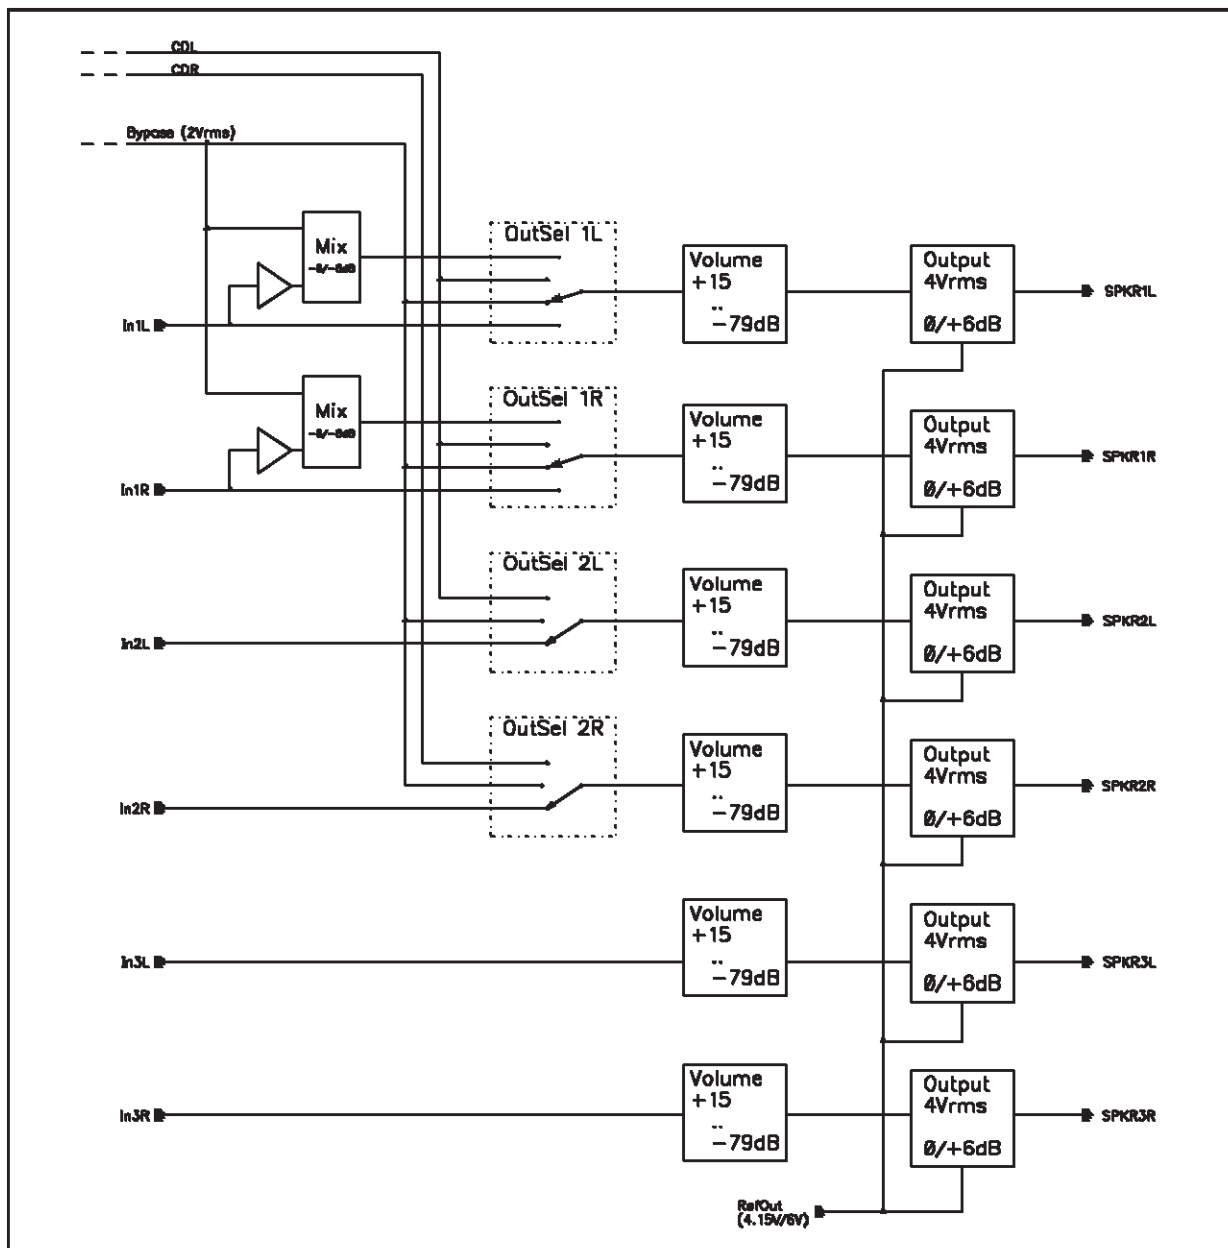 CDL
CDR
Bypass (2Vrms)
Mix
OutSel 1L
Volume
+15
..
-79dB
Output
4Vrms
0/+6dB
SPKR1L
In1L
Mix
OutSel 1R
Volume
+15
..
-79dB
Output
4Vrms
0/+6dB
SPKR1R
In1R
OutSel 2L
Volume
+15
..
-79dB
Output
4Vrms
0/+6dB
SPKR2L
In2L
OutSel 2R
Volume
+15
..
-79dB
Output
4Vrms
0/+6dB
SPKR2R
In2R
Volume
+15
..
-79dB
Output
4Vrms
0/+6dB
SPKR3L
In3L
Volume
+15
..
-79dB
Output
4Vrms
0/+6dB
SPKR3R
In3R
RefOut
(4.15V/6V)